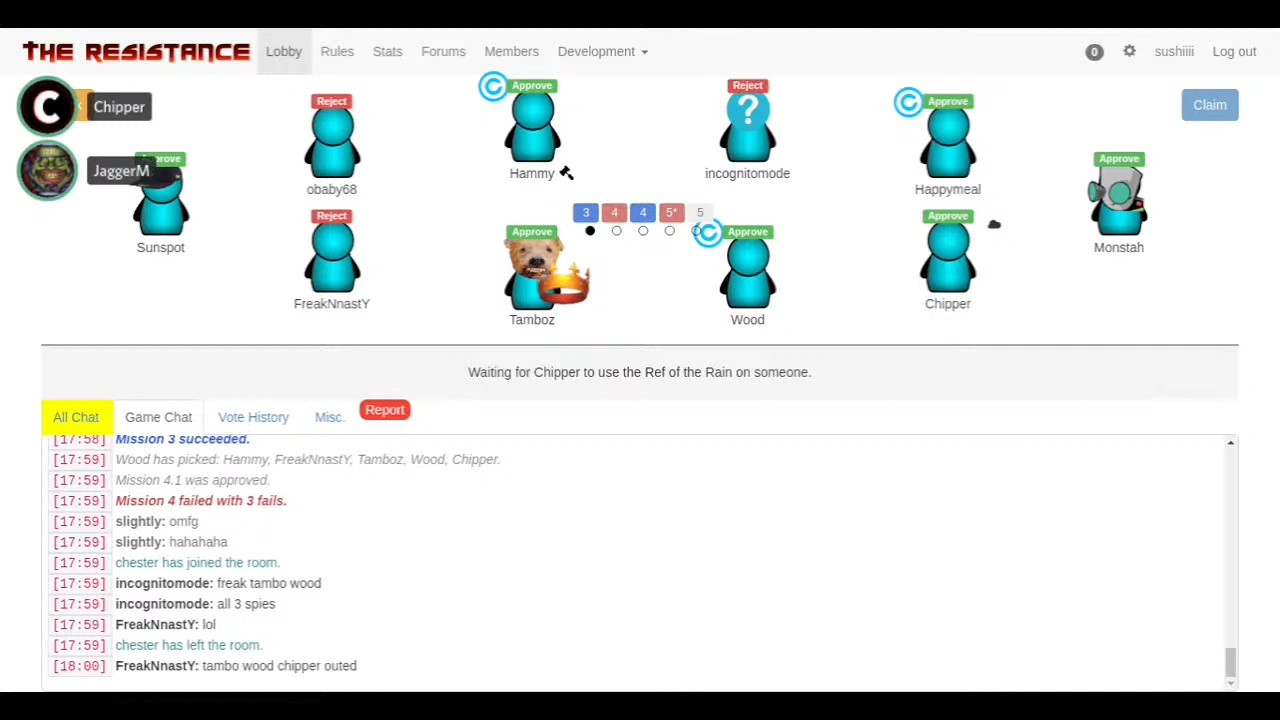 THE RESISTANCE
Lobby
Rules
Stats
Forums
Members
Development
0
sushiiii
Log out
C
Chipper
JaggerM
Claim
Reject
obaby68
C
Approve
Hammy
Reject
?
incognitomode
C
Approve
Happymeal
Sunspot
Approve
Monstah
Reject
FreakNnastY
Approve
Tamboz
3
4
4
5*
5
C
Approve
Wood
Approve
Chipper
Waiting for Chipper to use the Ref of the Rain on someone.
All Chat
Game Chat
Vote History
Misc.
Report
[17:58] Mission 3 succeeded.
[17:59] Wood has picked: Hammy, FreakNnastY, Tamboz, Wood, Chipper.
[17:59] Mission 4.1 was approved.
[17:59] Mission 4 failed with 3 fails.
[17:59] slightly: omfg
[17:59] slightly: hahahaha
[17:59] chester has joined the room.
[17:59] incognitomode: freak tambo wood
[17:59] incognitomode: all 3 spies
[17:59] FreakNnastY: lol
[17:59] chester has left the room.
[18:00] FreakNnastY: tambo wood chipper outed